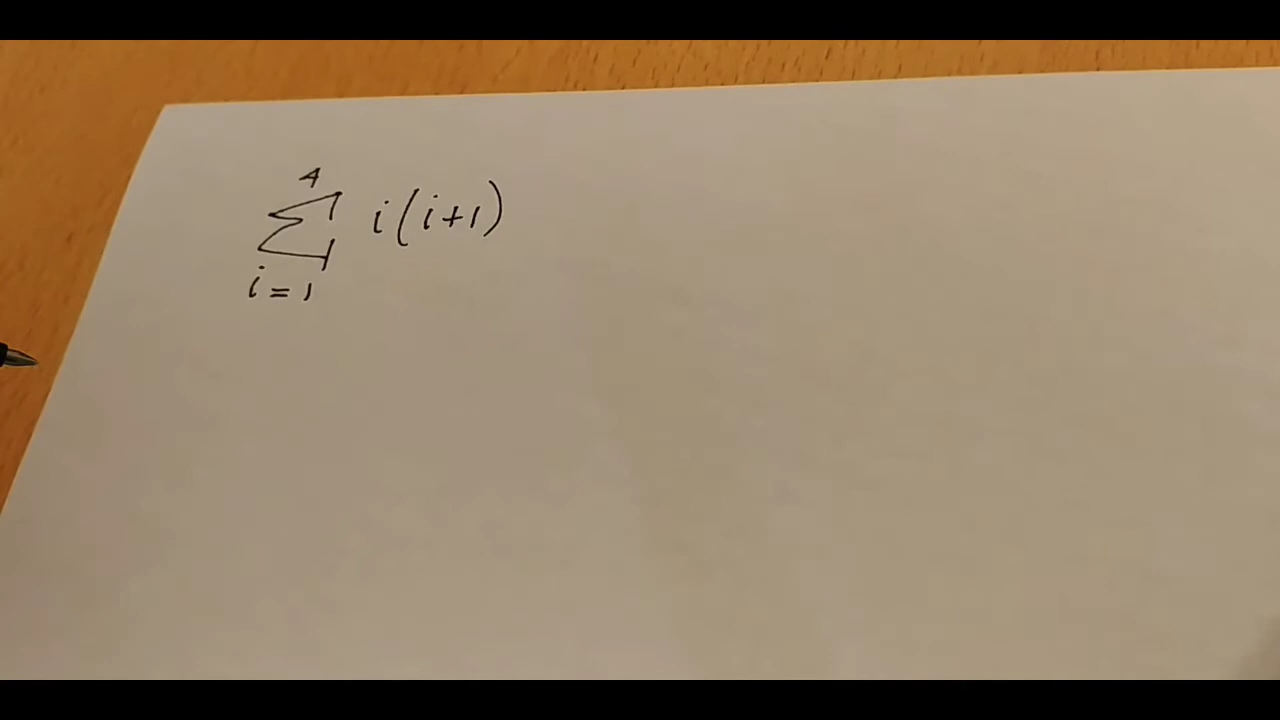 4
∑ i(i+1)
i=1